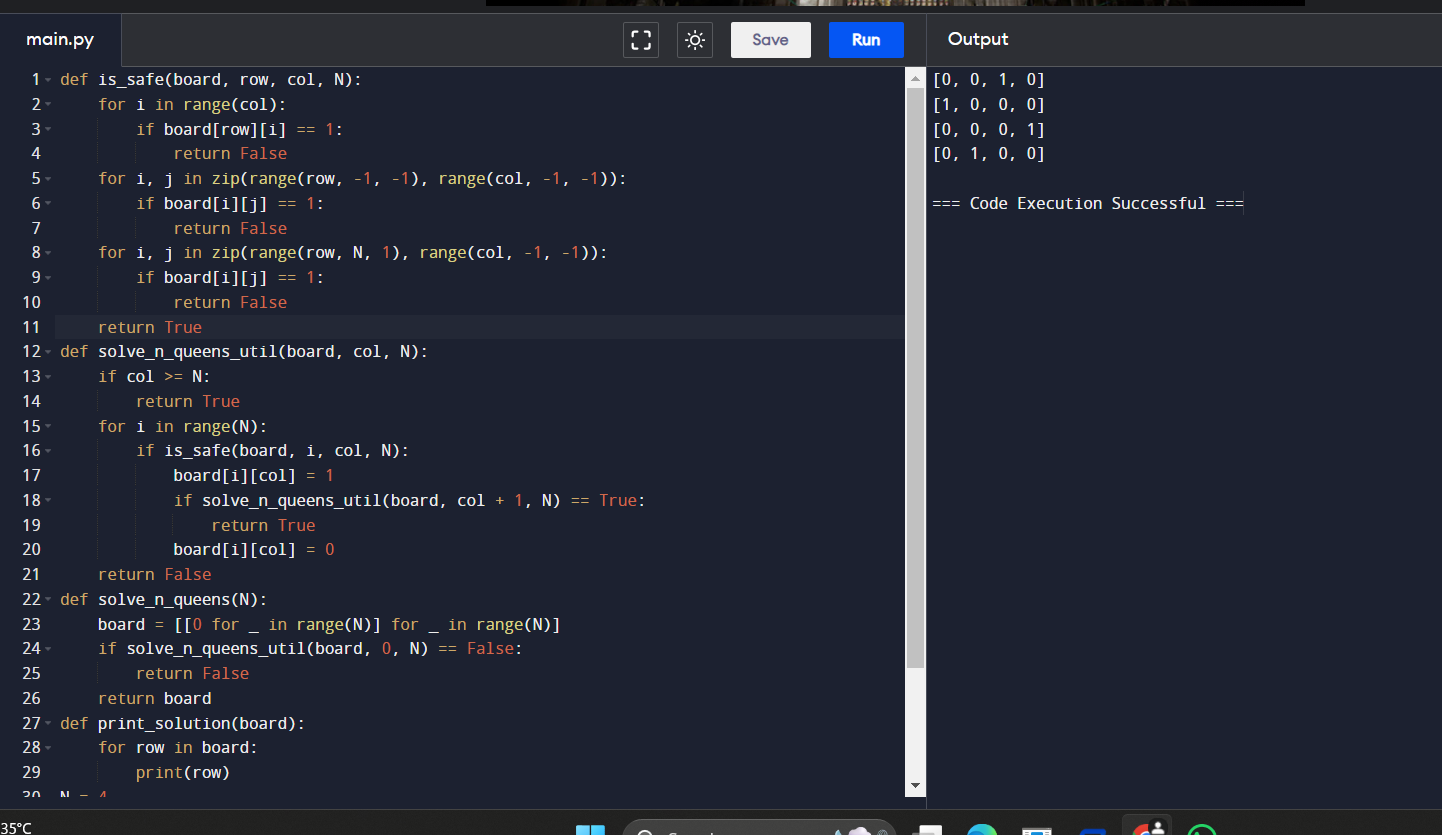 main.py
Save
Run
Output
1 def is_safe(board, row, col, N):
2     for i in range(col):
3         if board[row][i] == 1:
4             return False
5     for i, j in zip(range(row, -1, -1), range(col, -1, -1)):
6         if board[i][j] == 1:
7             return False
8     for i, j in zip(range(row, N, 1), range(col, -1, -1)):
9         if board[i][j] == 1:
10             return False
11     return True
12 def solve_n_queens_util(board, col, N):
13     if col >= N:
14         return True
15     for i in range(N):
16         if is_safe(board, i, col, N):
17             board[i][col] = 1
18             if solve_n_queens_util(board, col + 1, N) == True:
19                 return True
20             board[i][col] = 0
21     return False
22 def solve_n_queens(N):
23     board = [[0 for _ in range(N)] for _ in range(N)]
24     if solve_n_queens_util(board, 0, N) == False:
25         return False
26     return board
27 def print_solution(board):
28     for row in board:
29         print(row)
30 N = 4
[0, 0, 1, 0]
[1, 0, 0, 0]
[0, 0, 0, 1]
[0, 1, 0, 0]
=== Code Execution Successful ===
35°C